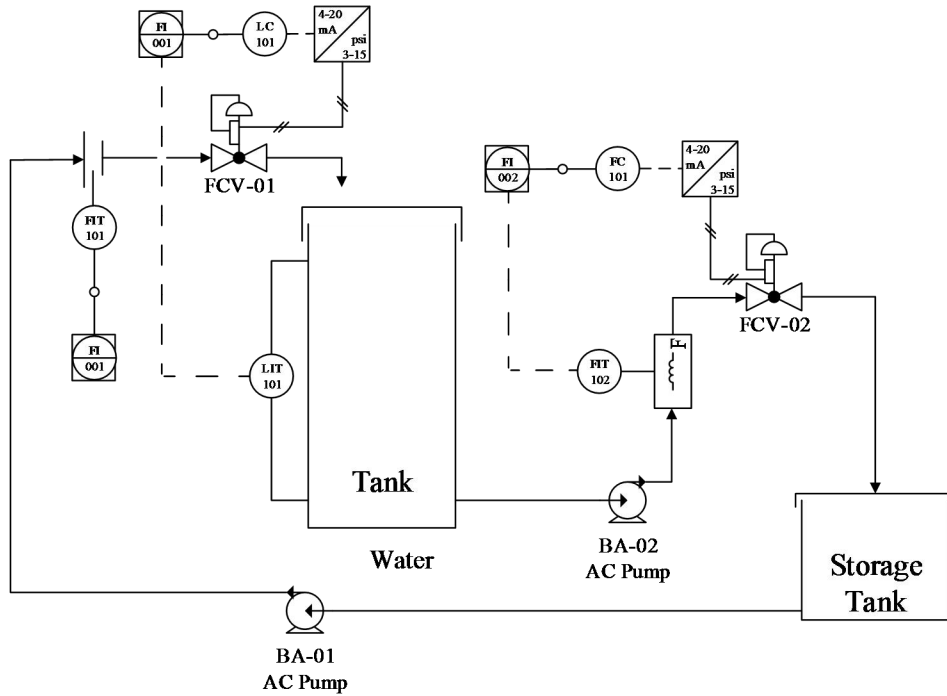 FI
001
LC
101
4-20
mA
psi
3-15
FCV-01
FIT
101
FI
001
FI
002
FC
101
4-20
mA
psi
3-15
FCV-02
LIT
101
FIT
102
F
Tank
Water
BA-02
AC Pump
Storage
Tank
BA-01
AC Pump